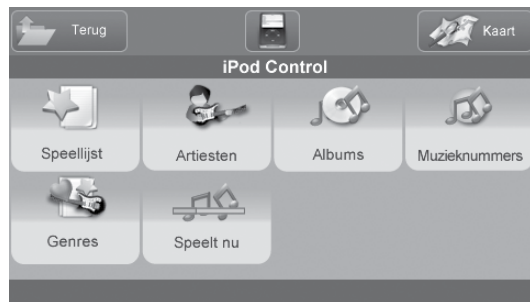 Terug
Kaart
iPod Control
Speellijst
Artiesten
Albums
Muzieknummers
Genres
Speelt nu